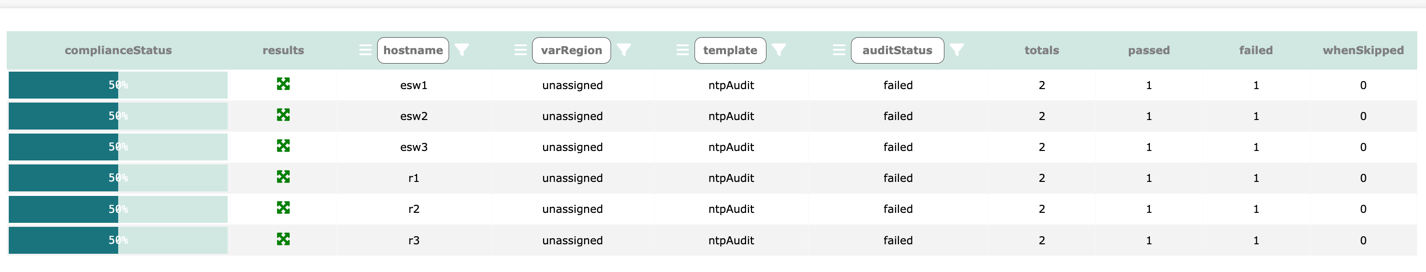 complianceStatus results hostname varRegion template auditStatus totals passed failed whenSkipped
50% esw1 unassigned ntpAudit failed 2 1 1 0
50% esw2 unassigned ntpAudit failed 2 1 1 0
50% esw3 unassigned ntpAudit failed 2 1 1 0
50% r1 unassigned ntpAudit failed 2 1 1 0
50% r2 unassigned ntpAudit failed 2 1 1 0
50% r3 unassigned ntpAudit failed 2 1 1 0